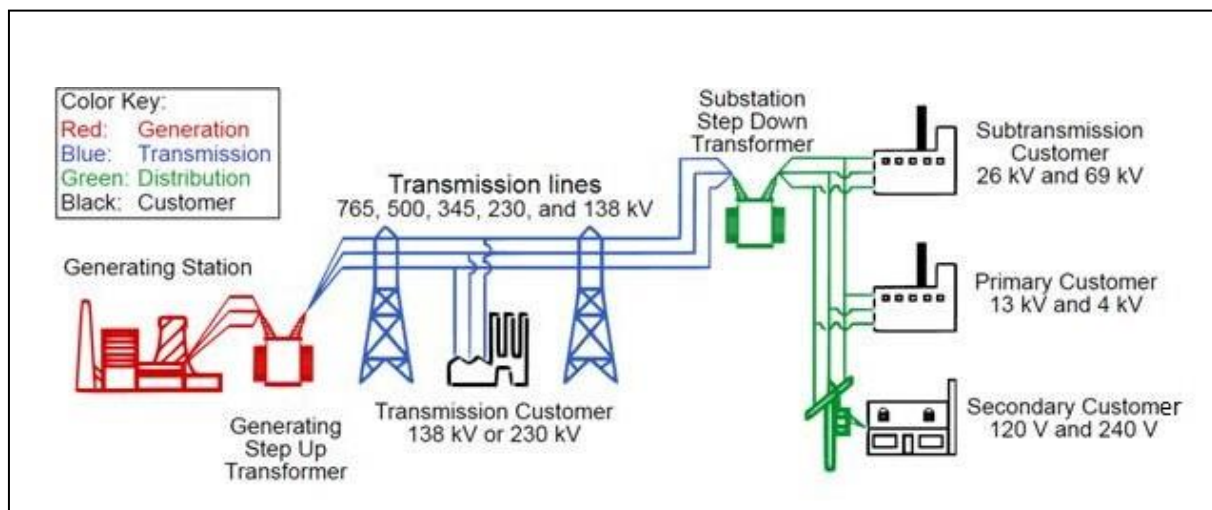 Color Key:
Red: Generation
Blue: Transmission
Green: Distribution
Black: Customer
Generating Station
Generating
Step Up
Transformer
Transmission lines
765, 500, 345, 230, and 138 kV
Transmission Customer
138 kV or 230 kV
Substation
Step Down
Transformer
Subtransmission
Customer
26 kV and 69 kV
Primary Customer
13 kV and 4 kV
Secondary Customer
120 V and 240 V